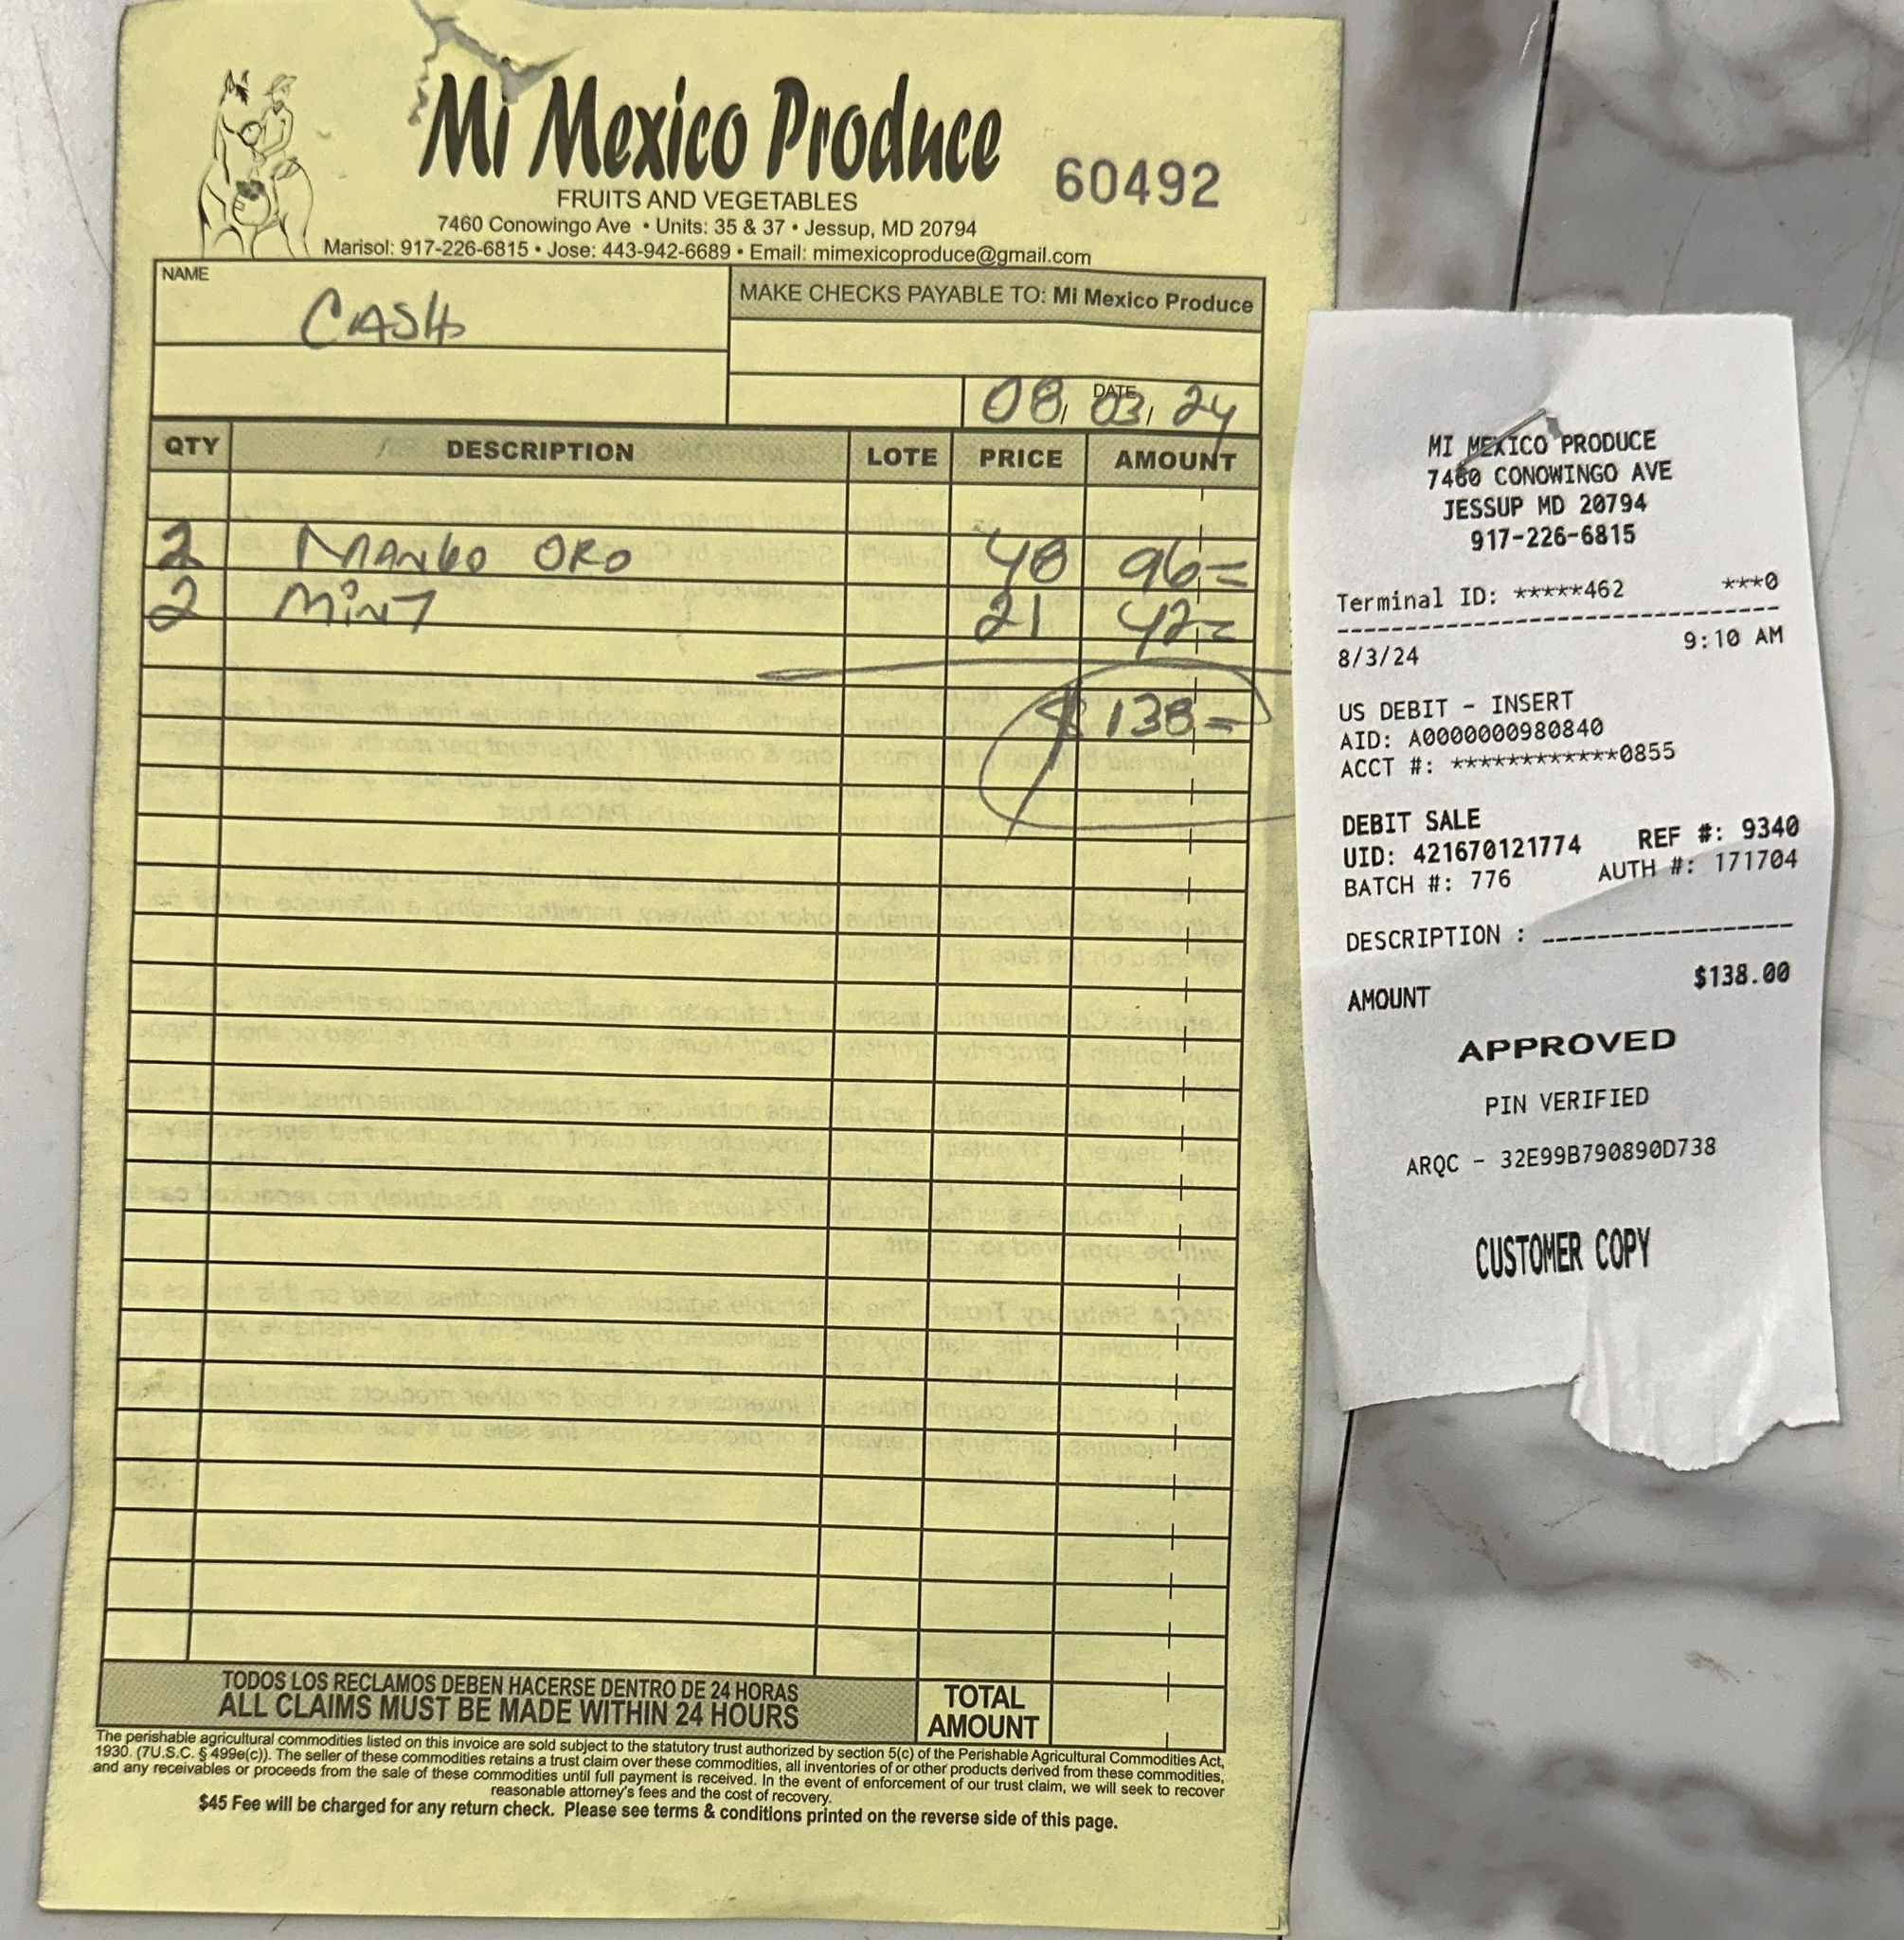 Mi Mexico Produce
60492
FRUITS AND VEGETABLES
7460 Conowingo Ave • Units: 35 & 37 • Jessup, MD 20794
Marisol: 917-226-6815 • Jose: 443-942-6689 • Email: mimexicoproduce@gmail.com
NAME
CASH
MAKE CHECKS PAYABLE TO: Mi Mexico Produce
DATE
08/ 03/ 24
QTY DESCRIPTION LOTE PRICE AMOUNT
2 MANGO ORO 48 96=
2 MINT 21 42=
$138=
TODOS LOS RECLAMOS DEBEN HACERSE DENTRO DE 24 HORAS
ALL CLAIMS MUST BE MADE WITHIN 24 HOURS
TOTAL
AMOUNT
The perishable agricultural commodities listed on this invoice are sold subject to the statutory trust authorized by section 5(c) of the Perishable Agricultural Commodities Act,
1930. (7U.S.C. § 499e(c)). The seller of these commodities retains a trust claim over these commodities, all inventories of or other products derived from these commodities,
and any receivables or proceeds from the sale of these commodities until full payment is received. In the event of enforcement of our trust claim, we will seek to recover
reasonable attorney's fees and the cost of recovery.
$45 Fee will be charged for any return check. Please see terms & conditions printed on the reverse side of this page.
MI MEXICO PRODUCE
7460 CONOWINGO AVE
JESSUP MD 20794
917-226-6815
Terminal ID: *****462 ***0
8/3/24 9:10 AM
US DEBIT - INSERT
AID: A0000000980840
ACCT #: ************0855
DEBIT SALE
UID: 421670121774 REF #: 9340
BATCH #: 776 AUTH #: 171704
DESCRIPTION :
AMOUNT $138.00
APPROVED
PIN VERIFIED
ARQC - 32E99B790890D738
CUSTOMER COPY